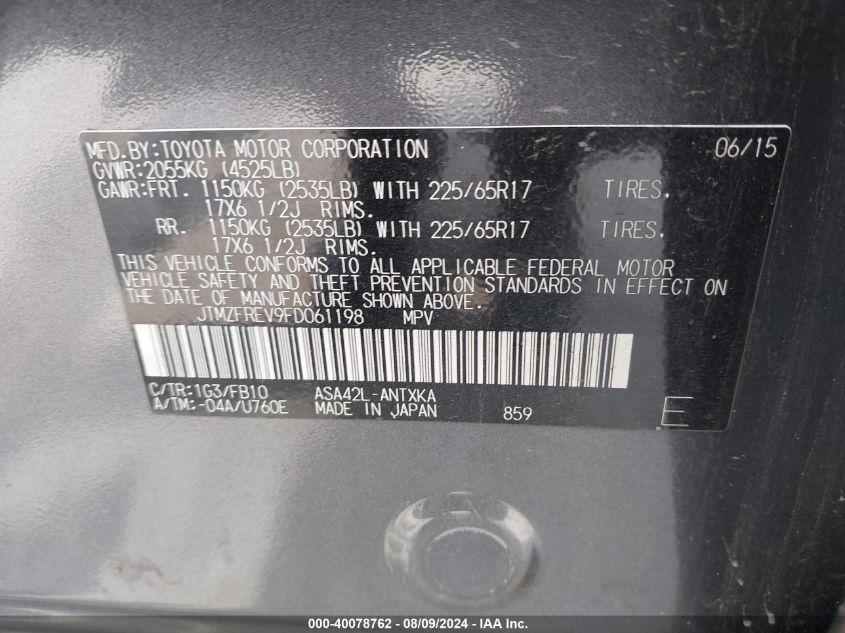 MFD.BY:TOYOTA MOTOR CORPORATION 06/15
GVWR:2055KG (4525LB)
GAWR:FRT. 1150KG (2535LB) WITH 225/65R17 TIRES.
17X6 1/2J RIMS.
RR. 1150KG (2535LB) WITH 225/65R17 TIRES.
17X6 1/2J RIMS.
THIS VEHICLE CONFORMS TO ALL APPLICABLE FEDERAL MOTOR
VEHICLE SAFETY AND THEFT PREVENTION STANDARDS IN EFFECT ON
THE DATE OF MANUFACTURE SHOWN ABOVE.
JTMZFREV9FD061198 MPV
C/TR:1G3/FB10 ASA42L-ANTXKA
A/TM:-04A/U760E MADE IN JAPAN 859 E
000-40078762 - 08/09/2024 - Copyright © IAA, Inc.